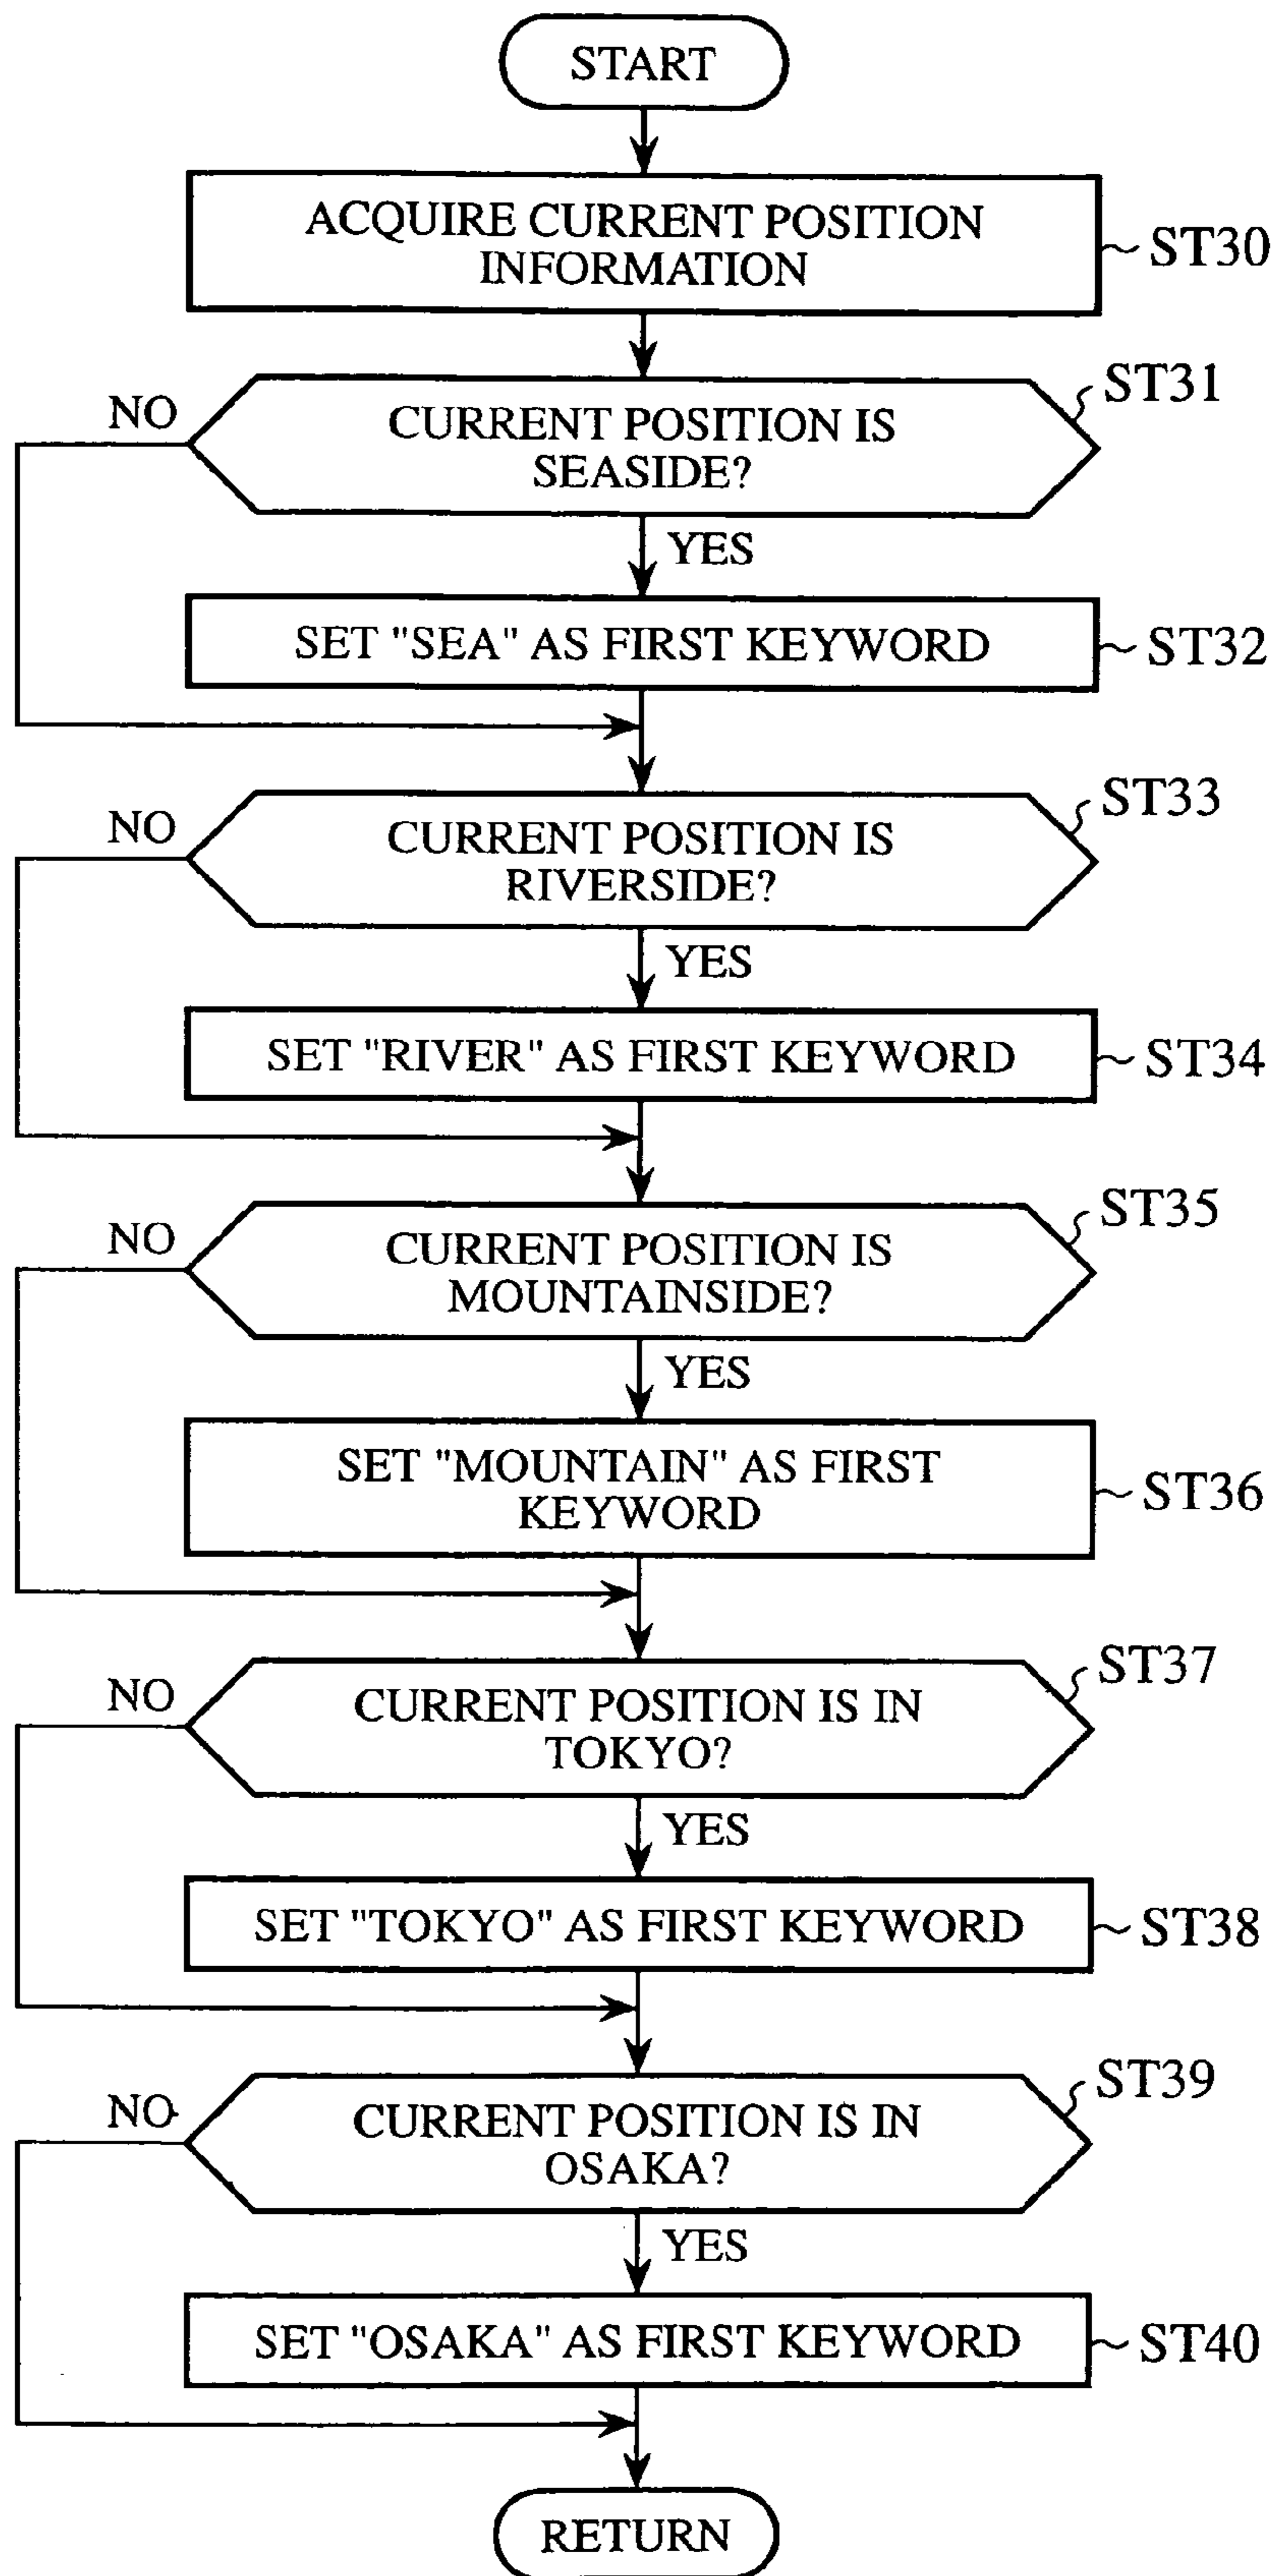 START
ACQUIRE CURRENT POSITION
INFORMATION
ST30
ST31
NO
CURRENT POSITION IS
SEASIDE?
YES
SET "SEA" AS FIRST KEYWORD
ST32
ST33
NO
CURRENT POSITION IS
RIVERSIDE?
YES
SET "RIVER" AS FIRST KEYWORD
ST34
ST35
NO
CURRENT POSITION IS
MOUNTAINSIDE?
YES
SET "MOUNTAIN" AS FIRST
KEYWORD
ST36
ST37
NO
CURRENT POSITION IS IN
TOKYO?
YES
SET "TOKYO" AS FIRST KEYWORD
ST38
ST39
NO
CURRENT POSITION IS IN
OSAKA?
YES
SET "OSAKA" AS FIRST KEYWORD
ST40
RETURN